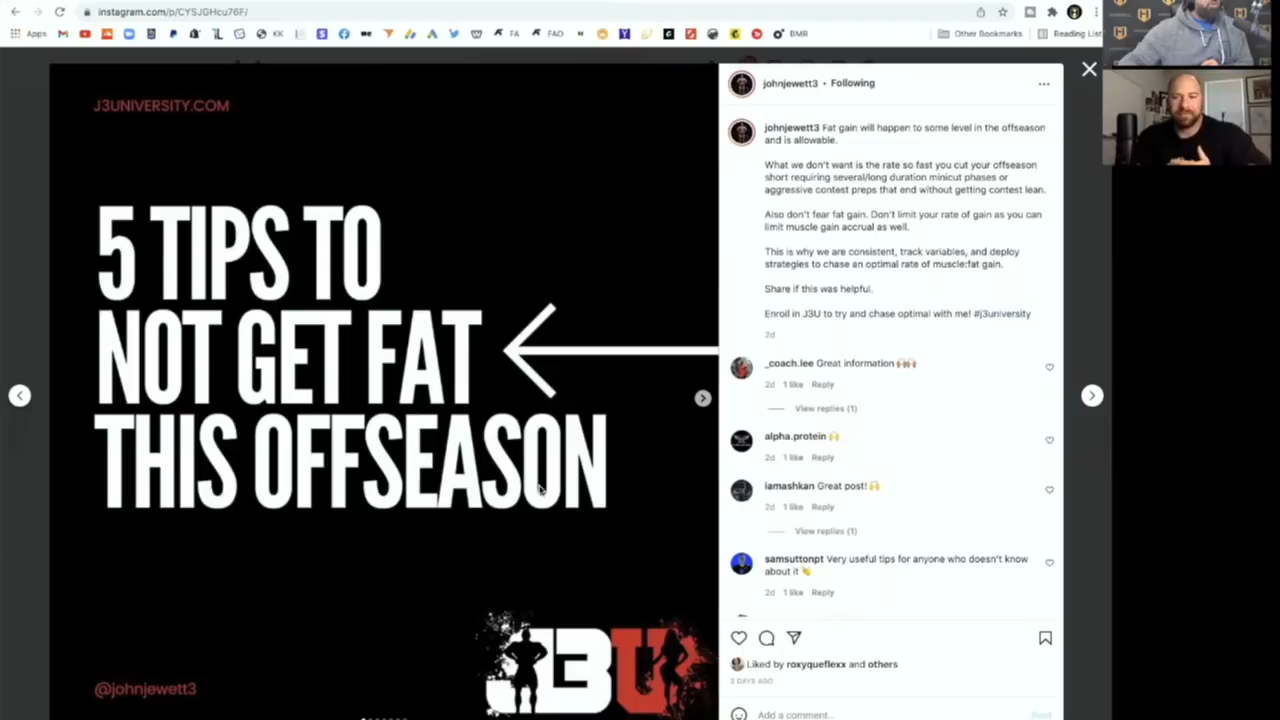 instagram.com/p/CYSJGHcu76F/
Apps
KK
FA
FAO
BMR
Other Bookmarks
Reading List
J3UNIVERSITY.COM
5 TIPS TO
NOT GET FAT
THIS OFFSEASON
J3U
@johnjewett3
johnjewett3 • Following
johnjewett3 Fat gain will happen to some level in the offseason
and is allowable.
What we don't want is the rate so fast you cut your offseason
short requiring several/long duration minicut phases or
aggressive contest preps that end without getting contest lean.
Also don't fear fat gain. Don't limit your rate of gain as you can
limit muscle gain accrual as well.
This is why we are consistent, track variables, and deploy
strategies to chase an optimal rate of muscle:fat gain.
Share if this was helpful.
Enroll in J3U to try and chase optimal with me! #j3university
2d
_coach.lee Great information 🙌🙌
2d 1 like Reply
View replies (1)
alpha.protein 🙌
2d 1 like Reply
iamashkan Great post! 🙌
2d 1 like Reply
View replies (1)
samsuttonpt Very useful tips for anyone who doesn't know
about it 👏
2d 1 like Reply
Liked by roxyqueflexx and others
2 DAYS AGO
Add a comment...
Post